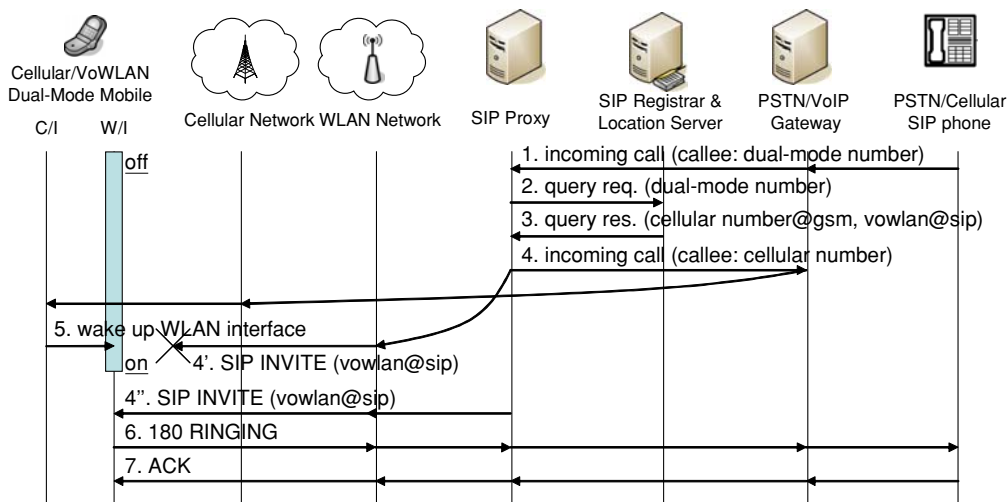 Cellular/VoWLAN
Dual-Mode Mobile
C/I
W/I
Cellular Network
WLAN Network
SIP Proxy
SIP Registrar &
Location Server
PSTN/VoIP
Gateway
PSTN/Cellular
SIP phone
off
1. incoming call (callee: dual-mode number)
2. query req. (dual-mode number)
3. query res. (cellular number@gsm, vowlan@sip)
4. incoming call (callee: cellular number)
5. wake up WLAN interface
on
4'. SIP INVITE (vowlan@sip)
4''. SIP INVITE (vowlan@sip)
6. 180 RINGING
7. ACK